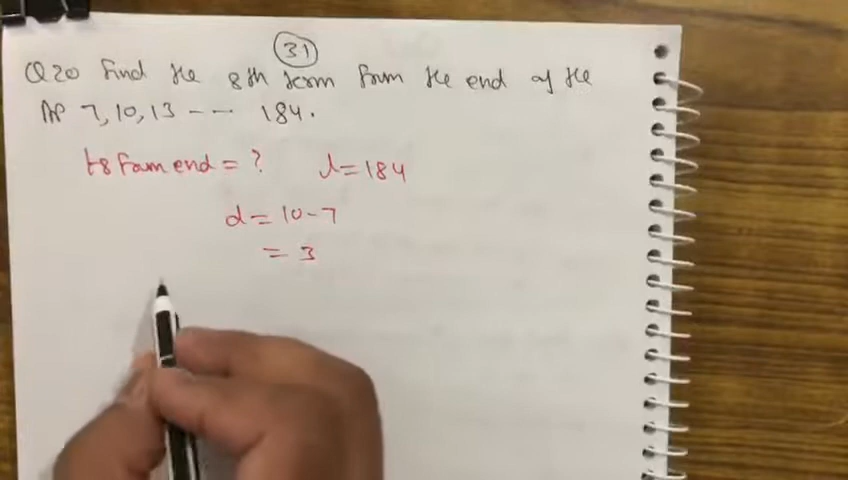 31
Q20 Find the 8th term from the end of the
AP 7, 10, 13 ---- 184.
t8 From end = ? l = 184
d = 10 - 7
= 3